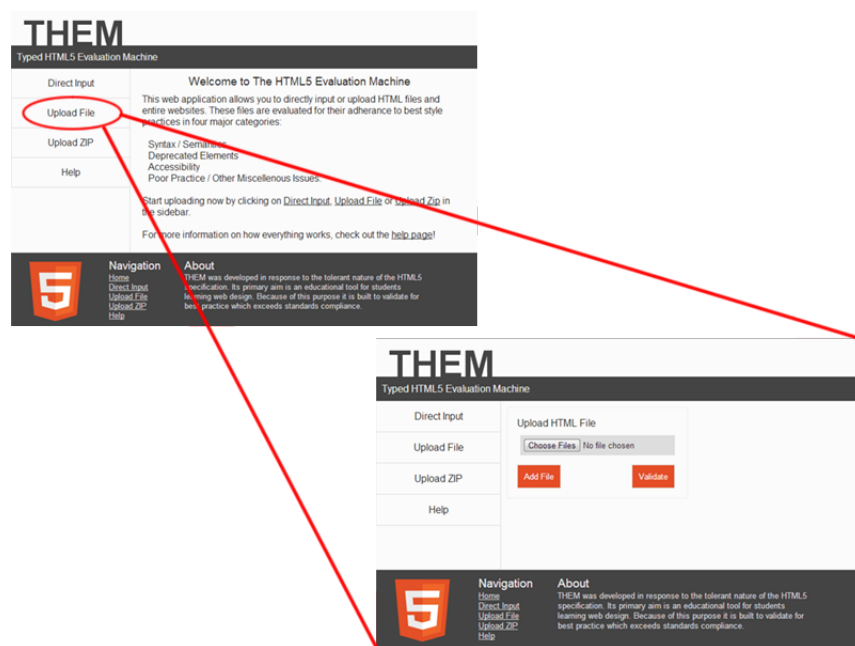 THEM
Typed HTML5 Evaluation Machine
Direct Input
Upload File
Upload ZIP
Help
Welcome to The HTML5 Evaluation Machine
This web application allows you to directly input or upload HTML files and
entire websites. These files are evaluated for their adherance to best style
practices in four major categories:
Syntax / Semantics
Deprecated Elements
Accessibility
Poor Practice / Other Miscellenous Issues
Start uploading now by clicking on Direct Input, Upload File or Upload Zip in
the sidebar.
For more information on how everything works, check out the help page!
5
Navigation
Home
Direct Input
Upload File
Upload ZIP
Help
About
THEM was developed in response to the tolerant nature of the HTML5
specification. Its primary aim is an educational tool for students
learning web design. Because of this purpose it is built to validate for
best practice which exceeds standards compliance.
THEM
Typed HTML5 Evaluation Machine
Direct Input
Upload File
Upload ZIP
Help
Upload HTML File
Choose Files No file chosen
Add File
Validate
5
Navigation
Home
Direct Input
Upload File
Upload ZIP
Help
About
THEM was developed in response to the tolerant nature of the HTML5
specification. Its primary aim is an educational tool for students
learning web design. Because of this purpose it is built to validate for
best practice which exceeds standards compliance.